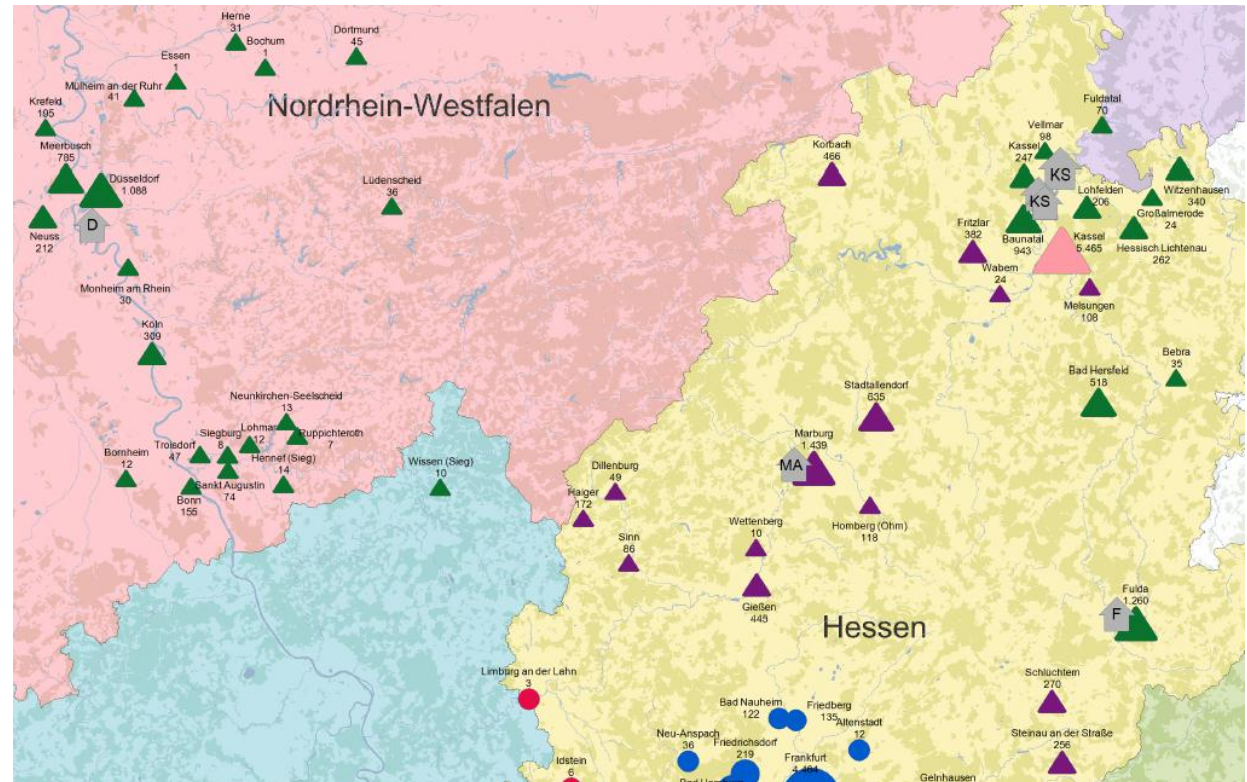 Herne
31
Bochum
1
Dortmund
45
Essen
1
Mülheim an der Ruhr
41
Krefeld
195
Nordrhein-Westfalen
Meerbusch
785
Düsseldorf
1.088
Neuss
212
D
Lüdenscheid
36
Monheim am Rhein
30
Köln
309
Neunkirchen-Seelscheid
13
Lohmar
12
Ruppichteroth
7
Siegburg
8
Troisdorf
47
Hennef (Sieg)
14
Bornheim
12
Sankt Augustin
74
Bonn
155
Wissen (Sieg)
10
Fuldatal
70
Vellmar
98
Kassel
247
KS
KS
Korbach
466
Witzenhausen
340
Lohfelden
206
Großalmerode
24
Hessisch Lichtenau
262
Fritzlar
382
Baunatal
943
Kassel
5.465
Wabern
24
Melsungen
108
Bebra
35
Bad Hersfeld
518
Stadtallendorf
635
Marburg
1.439
MA
Dillenburg
49
Haiger
172
Sinn
86
Wettenberg
10
Homberg (Ohm)
118
Gießen
445
Fulda
1.260
F
Hessen
Limburg an der Lahn
3
Schlüchtern
270
Bad Nauheim
122
Friedberg
135
Altenstadt
12
Steinau an der Straße
256
Neu-Anspach
36
Friedrichsdorf
219
Frankfurt
Idstein
6
Gelnhausen